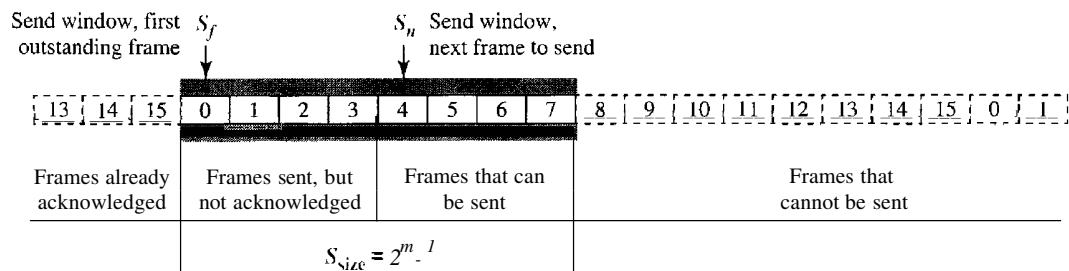 Send window, first
outstanding frame
S_f
S_n
Send window,
next frame to send
13 14 15 0 1 2 3 4 5 6 7 8 9 10 11 12 13 14 15 0 1
Frames already
acknowledged
Frames sent, but
not acknowledged
Frames that can
be sent
Frames that
cannot be sent
S_size = 2^m-1